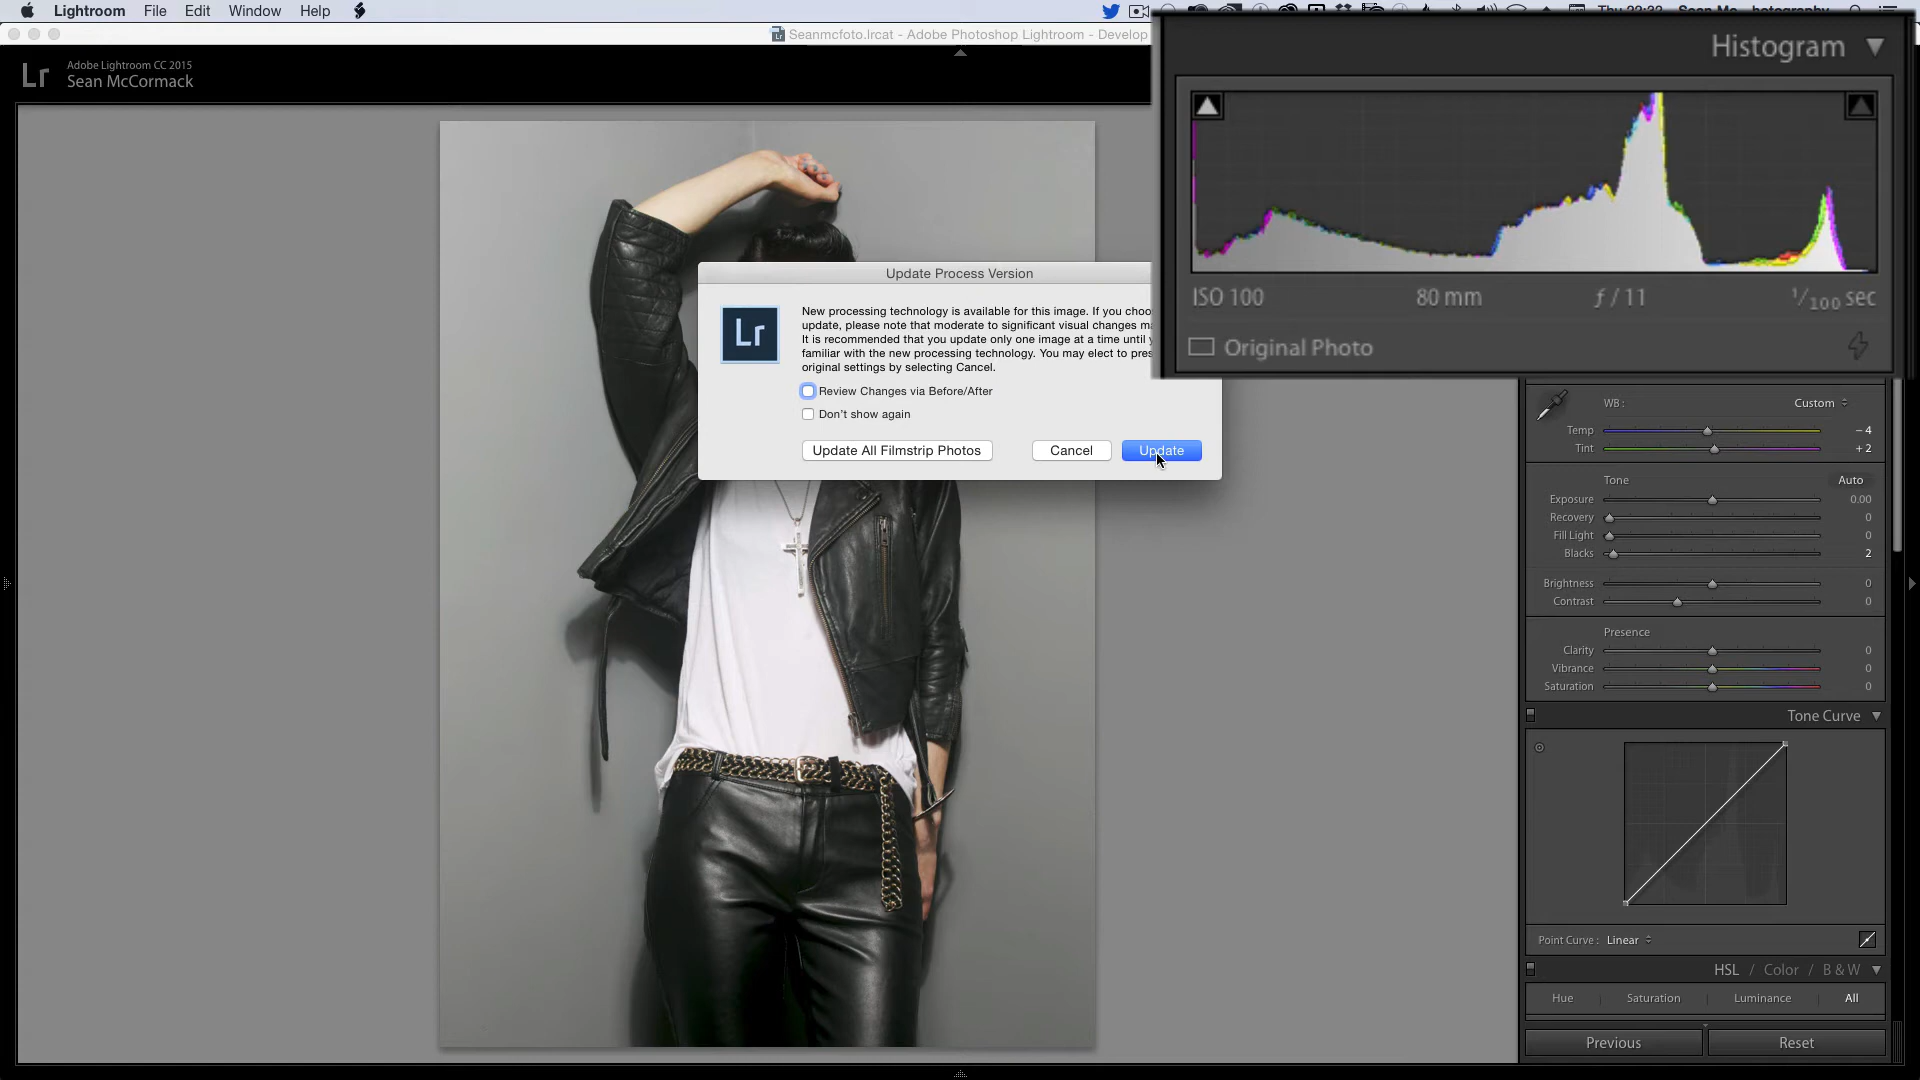 Lightroom File Edit Window Help
Seanmcfoto.lrcat - Adobe Photoshop Lightroom - Develop
Lr
Adobe Lightroom CC 2015
Sean McCormack
Histogram
ISO 100 80 mm ƒ / 11 1/100 sec
Original Photo
Update Process Version
Lr
New processing technology is available for this image. If you choo
update, please note that moderate to significant visual changes m
It is recommended that you update only one image at a time until
familiar with the new processing technology. You may elect to pres
original settings by selecting Cancel.
Review Changes via Before/After
Don't show again
Update All Filmstrip Photos Cancel Update
WB: Custom
Temp – 4
Tint + 2
Tone Auto
Exposure 0.00
Recovery 0
Fill Light 0
Blacks 2
Brightness 0
Contrast 0
Presence
Clarity 0
Vibrance 0
Saturation 0
Tone Curve
Point Curve : Linear
HSL / Color / B & W
Hue Saturation Luminance All
Previous Reset